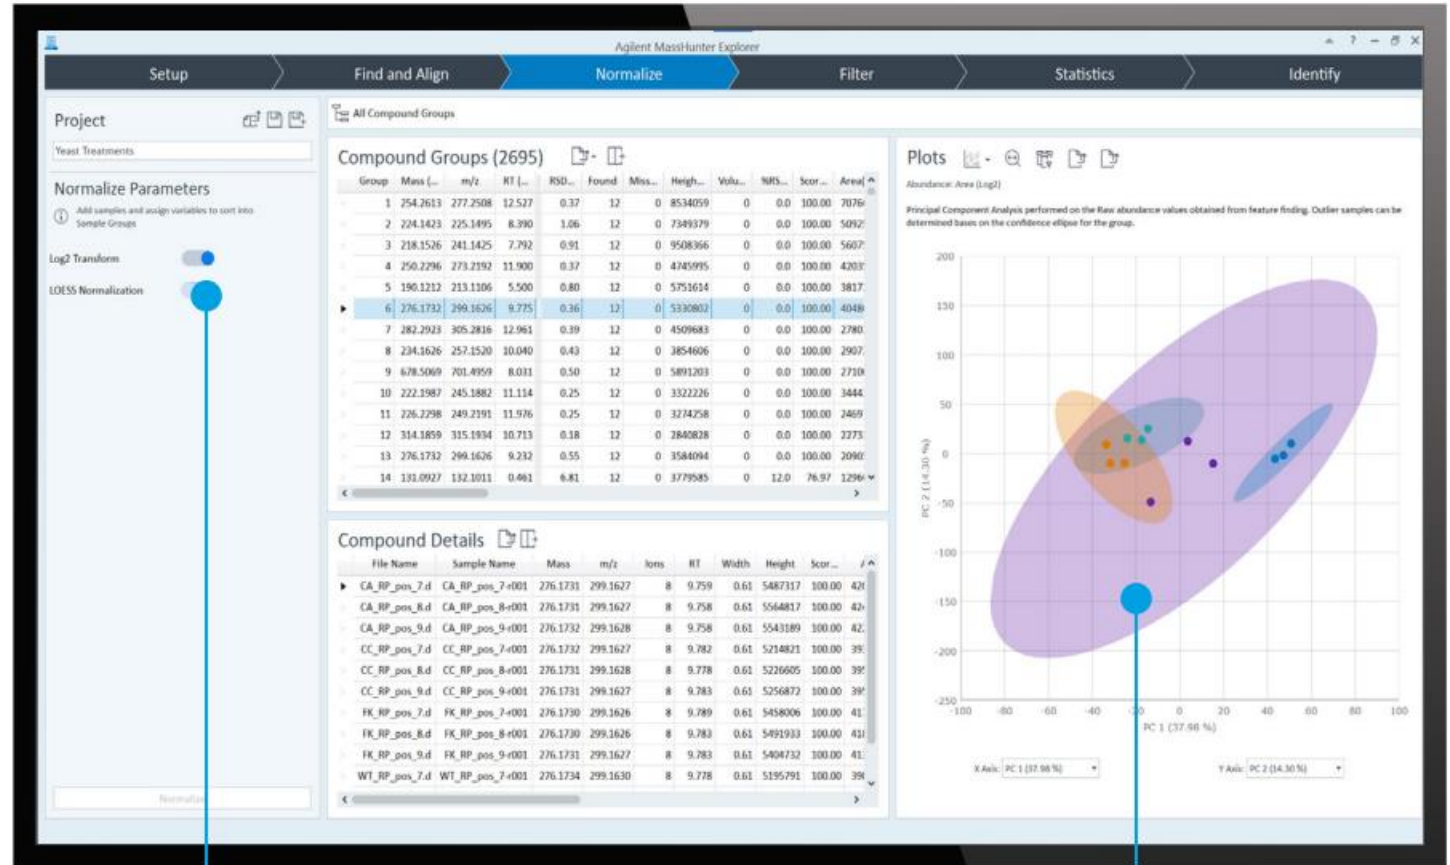 Agilent MassHunter Explorer
? - X
Setup Find and Align Normalize Filter Statistics Identify
Project
Yeast Treatments
Normalize Parameters
Add samples and assign variables to sort into
Sample Groups
Log2 Transform
LOESS Normalization
All Compound Groups
Compound Groups (2695)
Group Mass (... m/z RT (... RSD... Found Miss... Heigh... Volu... %RS... Scor... Area(
1 254.2613 277.2508 12.527 0.37 12 0 8534059 0 0.0 100.00
2 224.1423 225.1495 8.390 1.06 12 0 7349379 0 0.0 100.00
3 218.1526 241.1425 7.792 0.91 12 0 9508366 0 0.0 100.00
4 250.2296 273.2192 11.900 0.37 12 0 4745995 0 0.0 100.00
5 190.1212 213.1106 5.500 0.80 12 0 5751614 0 0.0 100.00
6 276.1732 299.1626 9.775 0.36 12 0 5330802 0 0.0 100.00
7 282.2923 305.2816 12.961 0.39 12 0 4509683 0 0.0 100.00
8 234.1626 257.1520 10.040 0.43 12 0 3854606 0 0.0 100.00
9 678.5069 701.4959 8.031 0.50 12 0 5891203 0 0.0 100.00
10 222.1987 245.1882 11.114 0.25 12 0 3322226 0 0.0 100.00
11 226.2298 249.2191 11.976 0.25 12 0 3274258 0 0.0 100.00
12 314.1859 315.1934 10.713 0.18 12 0 2840828 0 0.0 100.00
13 276.1732 299.1626 9.232 0.55 12 0 3584094 0 0.0 100.00
14 131.0927 132.1011 0.461 6.81 12 0 3779585 0 12.0 76.97
Compound Details
File Name Sample Name Mass m/z Ions RT Width Height Scor...
CA_RP_pos_7.d CA_RP_pos_7-r001 276.1731 299.1627 8 9.759 0.61 5487317 100.00
CA_RP_pos_8.d CA_RP_pos_8-r001 276.1731 299.1627 8 9.758 0.61 5564817 100.00
CA_RP_pos_9.d CA_RP_pos_9-r001 276.1732 299.1628 8 9.758 0.61 5543189 100.00
CC_RP_pos_7.d CC_RP_pos_7-r001 276.1732 299.1627 8 9.782 0.61 5214821 100.00
CC_RP_pos_8.d CC_RP_pos_8-r001 276.1731 299.1628 8 9.778 0.61 5226605 100.00
CC_RP_pos_9.d CC_RP_pos_9-r001 276.1731 299.1627 8 9.783 0.61 5256872 100.00
FK_RP_pos_7.d FK_RP_pos_7-r001 276.1730 299.1626 8 9.789 0.61 5458006 100.00
FK_RP_pos_8.d FK_RP_pos_8-r001 276.1730 299.1626 8 9.783 0.61 5491933 100.00
FK_RP_pos_9.d FK_RP_pos_9-r001 276.1731 299.1627 8 9.783 0.61 5404732 100.00
WT_RP_pos_7.d WT_RP_pos_7-r001 276.1734 299.1630 8 9.778 0.61 5195791 100.00
Plots
Abundance: Area (Log2)
Principal Component Analysis performed on the Raw abundance values obtained from feature finding. Outlier samples can be
determined bases on the confidence ellipse for the group.
200
150
100
50
0
-50
-100
-150
-200
-250
PC 2 (14.30 %)
-100 -80 -60 -40 0 20 40 60 80 100
PC 1 (37.98 %)
X Axis: PC 1 (37.98 %) Y Axis: PC 2 (14.30 %)